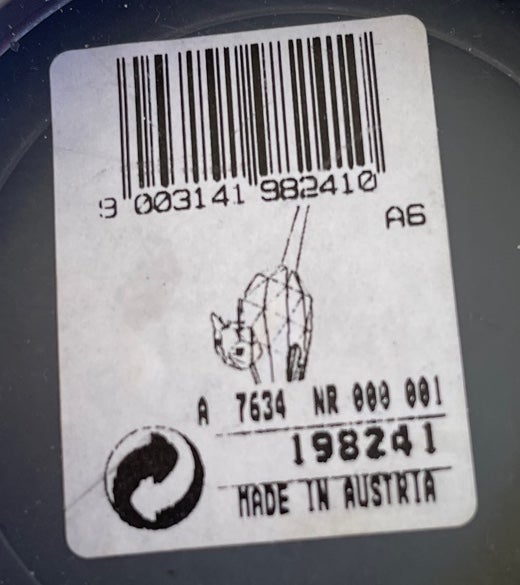 9 003141 982410
A6
A 7634 NR 000 001
198241
MADE IN AUSTRIA